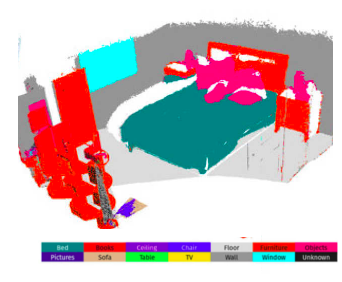 Bed Books Ceiling Chair Floor Furniture Objects
Pictures Sofa Table TV Wall Window Unknown